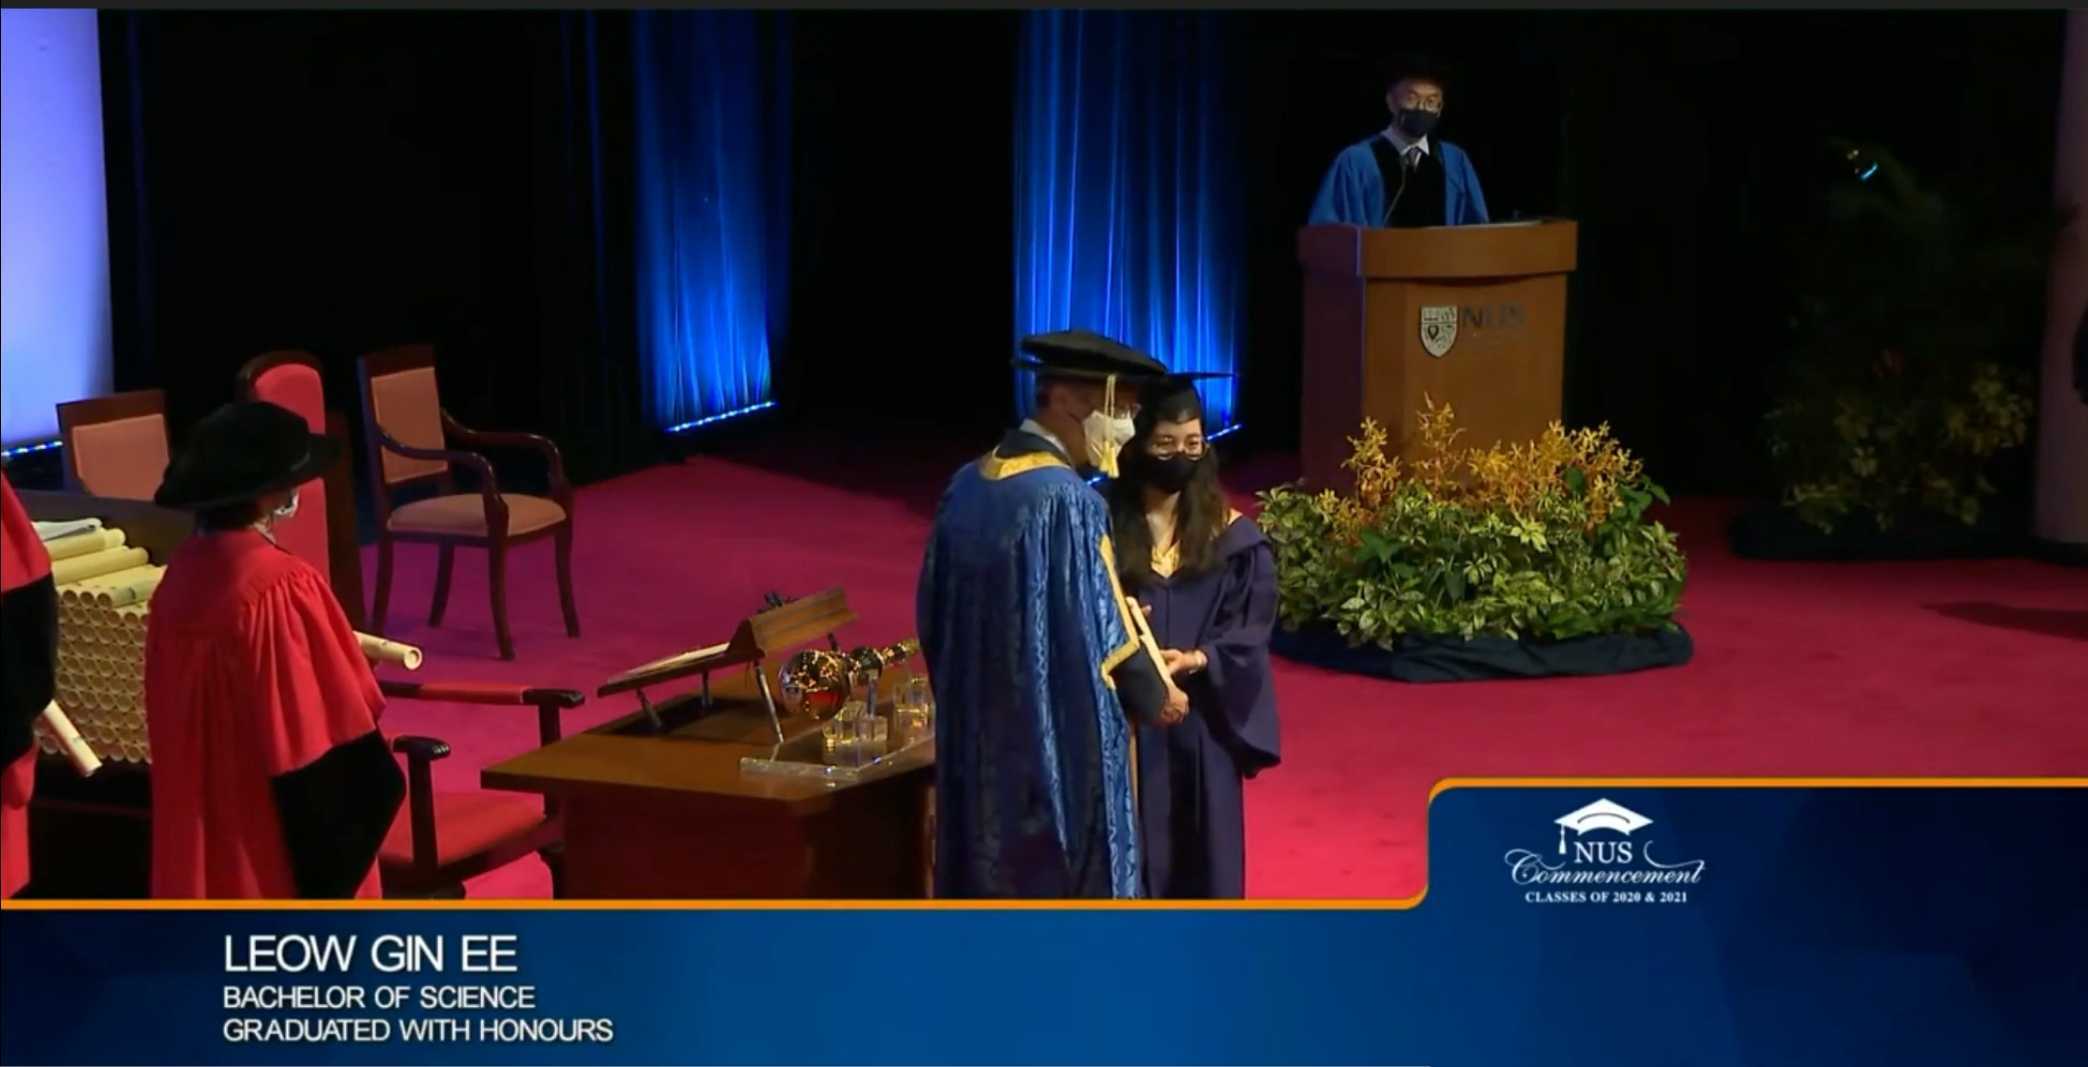 NUS
NUS
Commencement
CLASSES OF 2020 & 2021
LEOW GIN EE
BACHELOR OF SCIENCE
GRADUATED WITH HONOURS